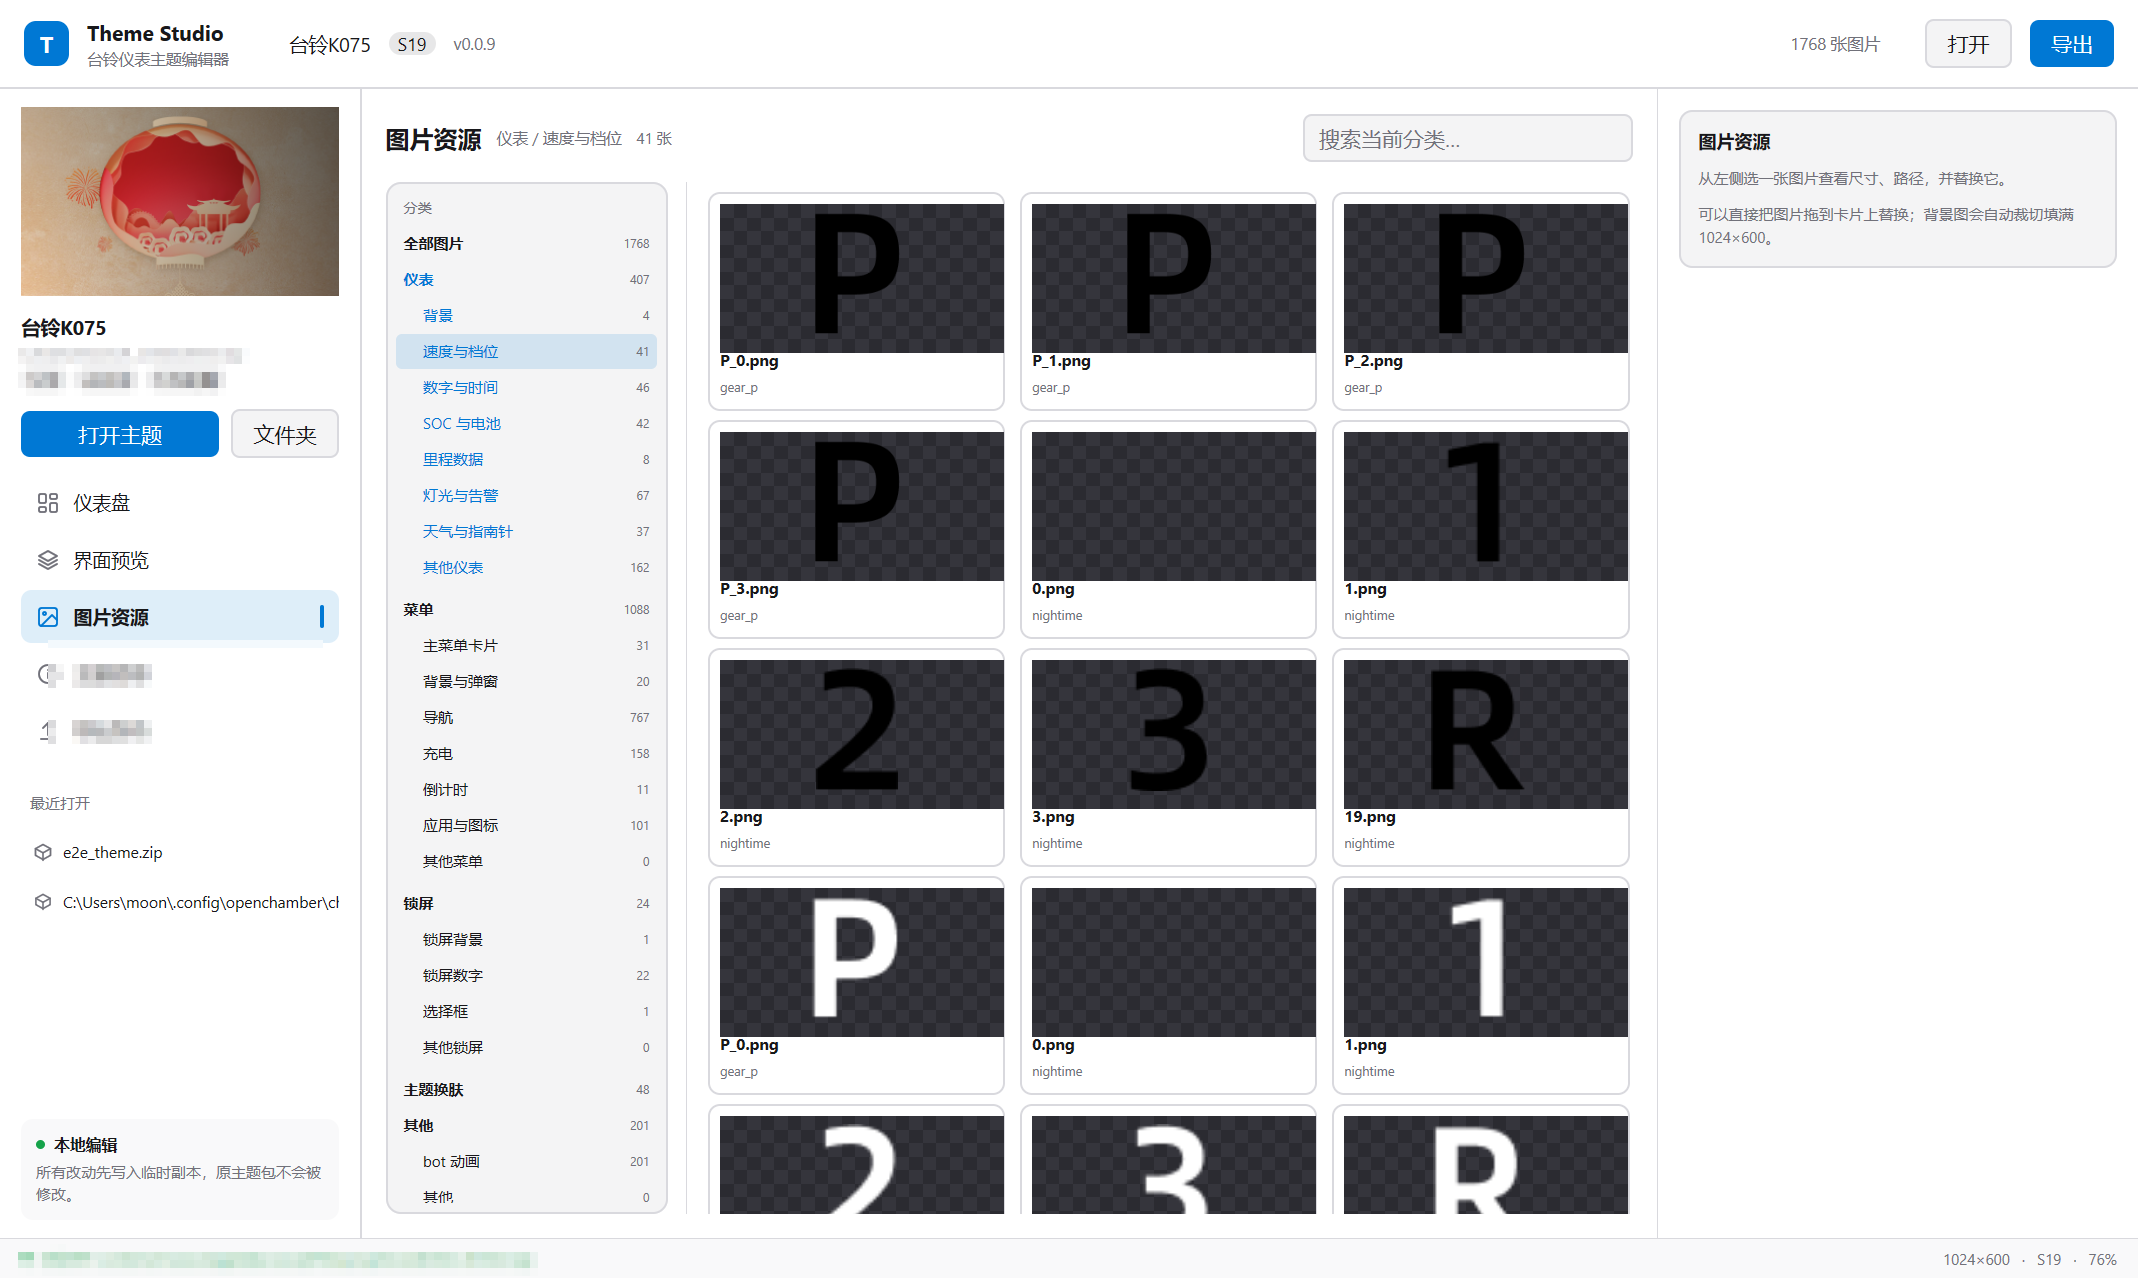 T
Theme Studio
台铃仪表主题编辑器
台铃K075
S19
v0.0.9
1768 张图片
打开
导出
台铃K075
打开主题
文件夹
仪表盘
界面预览
图片资源
最近打开
e2e_theme.zip
C:\Users\moon\.config\openchamber\cl
本地编辑
所有改动先写入临时副本，原主题包不会被
修改。
图片资源
仪表 / 速度与档位
41 张
搜索当前分类...
分类
全部图片 1768
仪表 407
背景 4
速度与档位 41
数字与时间 46
SOC 与电池 42
里程数据 8
灯光与告警 67
天气与指南针 37
其他仪表 162
菜单 1088
主菜单卡片 31
背景与弹窗 20
导航 767
充电 158
倒计时 11
应用与图标 101
其他菜单 0
锁屏 24
锁屏背景 1
锁屏数字 22
选择框 1
其他锁屏 0
主题换肤 48
其他 201
bot 动画 201
其他 0
P
P_0.png
gear_p
P
P_1.png
gear_p
P
P_2.png
gear_p
P
P_3.png
gear_p
0.png
nightime
1
1.png
nightime
2
2.png
nightime
3
3.png
nightime
R
19.png
nightime
P
P_0.png
gear_p
0.png
nightime
1
1.png
nightime
2
3
R
图片资源
从左侧选一张图片查看尺寸、路径，并替换它。
可以直接把图片拖到卡片上替换；背景图会自动裁切填满
1024×600。
1024×600 · S19 · 76%